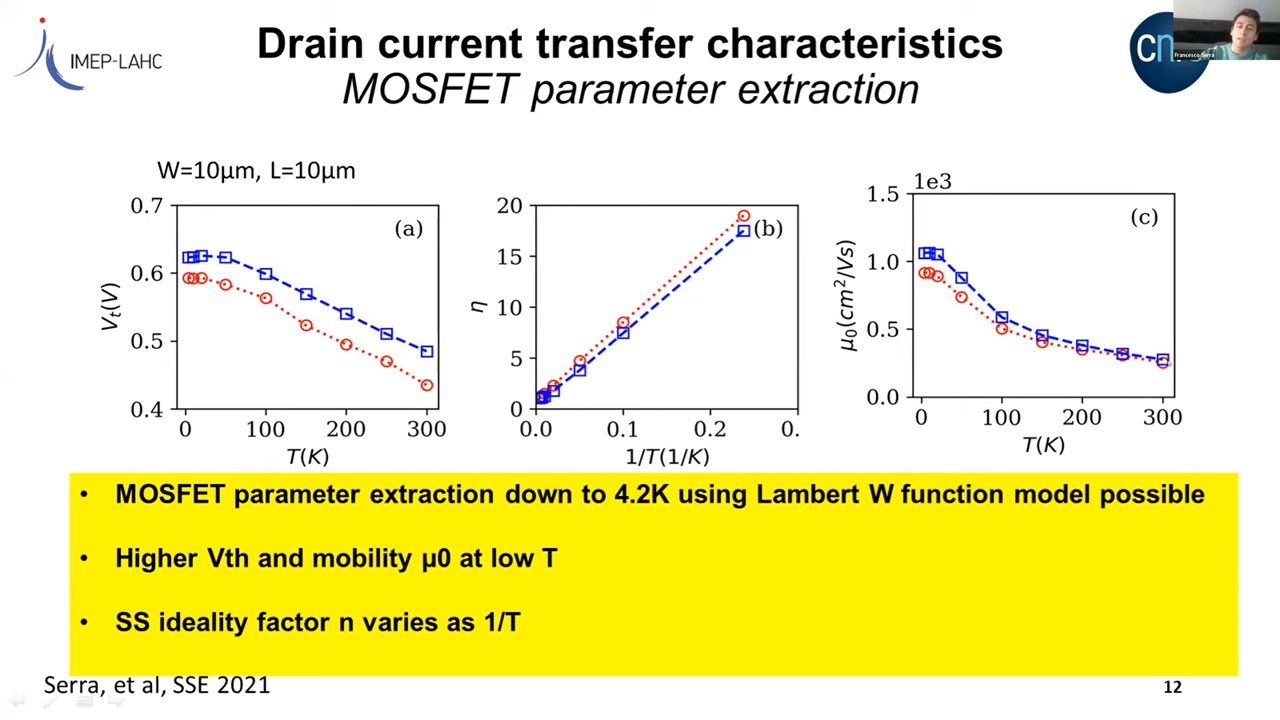 IMEP-LAHC
Drain current transfer characteristics
MOSFET parameter extraction
Francesco Serra
W=10µm, L=10µm
0.7
0.6
0.5
0.4
(a)
Vt(V)
0
100
200
300
T(K)
20
15
10
5
0
(b)
η
0.0
0.1
0.2
0.
1/T(1/K)
1e3
1.5
1.0
0.5
0.0
(c)
μ0(cm²/Vs)
0
100
200
300
T(K)
• MOSFET parameter extraction down to 4.2K using Lambert W function model possible
• Higher Vth and mobility µ0 at low T
• SS ideality factor n varies as 1/T
Serra, et al, SSE 2021
12